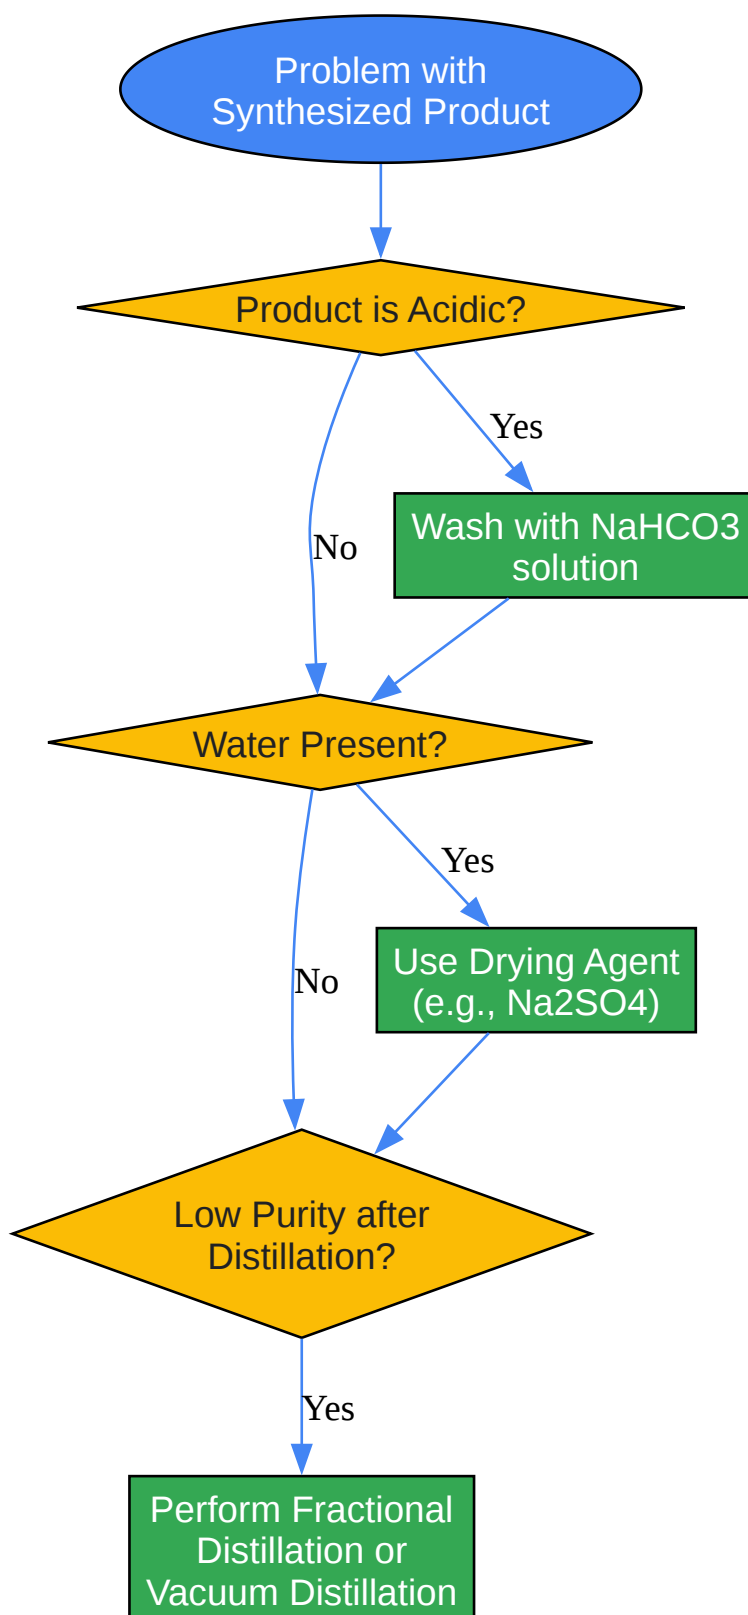 Problem with
Synthesized Product
Product is Acidic?
Yes
Wash with NaHCO3
solution
No
Water Present?
Yes
Use Drying Agent
(e.g., Na2SO4)
No
Low Purity after
Distillation?
Yes
Perform Fractional
Distillation or
Vacuum Distillation